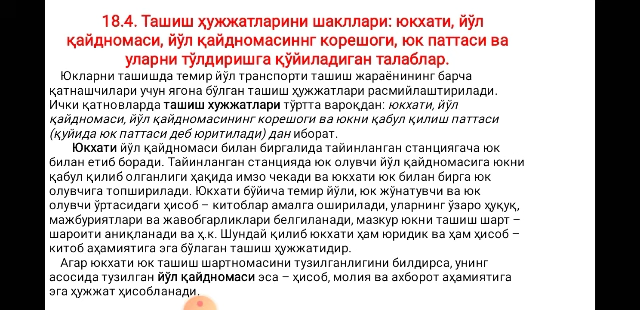 18.4. Ташиш ҳужжатларини шакллари: юкхати, йўл
қайдномаси, йўл қайдномасиннг корешоги, юк паттаси ва
уларни тўлдиришга қўйиладиган талаблар.
Юкларни ташишда темир йўл транспорти ташиш жараёнининг барча
қатнашчилари учун ягона бўлган ташиш ҳужжатлари расмийлаштирилади.
Ички қатновларда ташиш хужжатлари тўртта вароқдан: юкхати, йўл
қайдномаси, йўл қайдномасининг корешоги ва юкни қабул қилиш паттаси
(қуйида юк паттаси деб юритилади) дан иборат.
Юкхати йўл қайдномаси билан биргалида тайинланган станциягача юк
билан етиб боради. Тайинланган станцияда юк олувчи йўл қайдномасига юкни
қабул қилиб олганлиги ҳақида имзо чекади ва юкхати юк билан бирга юк
олувчига топширилади. Юкхати бўйича темир йўли, юк жўнатувчи ва юк
олувчи ўртасидаги ҳисоб – китоблар амалга оширилади, уларнинг ўзаро ҳуқуқ,
мажбуриятлари ва жавобгарликлари белгиланади, мазкур юкни ташиш шарт –
шароити аниқланади ва ҳ.к. Шундай қилиб юкхати ҳам юридик ва ҳам ҳисоб –
китоб аҳамиятига эга бўлаган ташиш ҳужжатидир.
Агар юкхати юк ташиш шартномасини тузилганлигини билдирса, унинг
асосида тузилган йўл қайдномаси эса – ҳисоб, молия ва ахборот аҳамиятига
эга ҳужжат ҳисобланади.